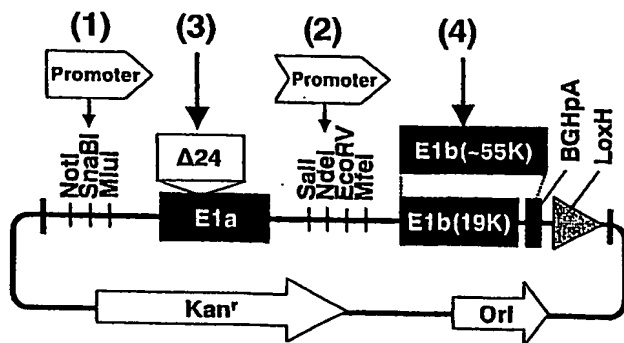 (1)
(3)
(2)
(4)
Promoter
Promoter
Δ24
NotI
SnaBI
MluI
SalI
NdeI
EcoRV
MfeI
E1b(~55K)
BGHpA
LoxH
E1a
E1b(19K)
Kanʳ
OrI